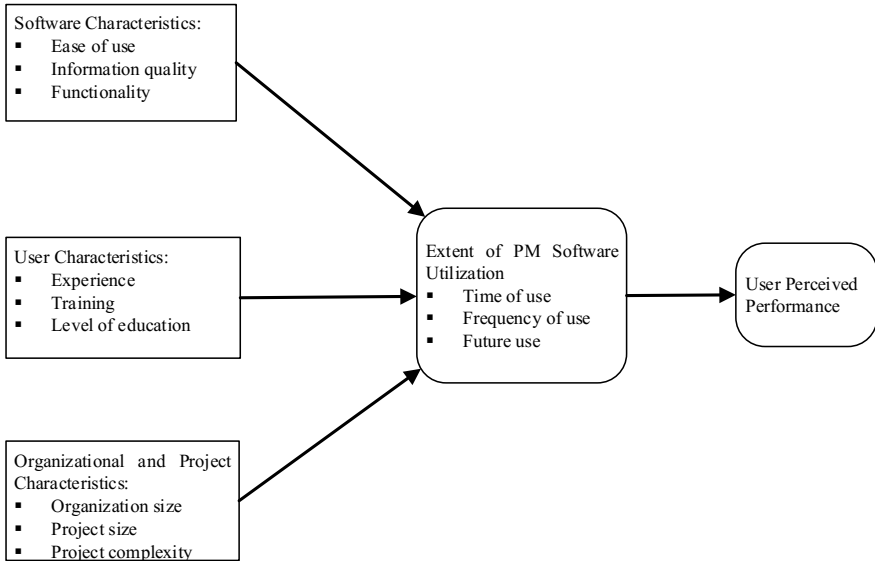 Software Characteristics:
▪ Ease of use
▪ Information quality
▪ Functionality
User Characteristics:
▪ Experience
▪ Training
▪ Level of education
Organizational and Project
Characteristics:
▪ Organization size
▪ Project size
▪ Project complexity
Extent of PM Software
Utilization
▪ Time of use
▪ Frequency of use
▪ Future use
User Perceived
Performance